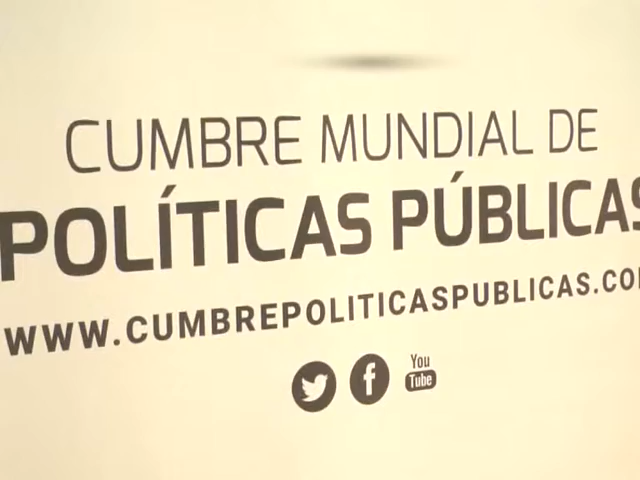 CUMBRE MUNDIAL DE
POLÍTICAS PÚBLICAS
WWW.CUMBREPOLITICASPUBLICAS.CO
You
Tube